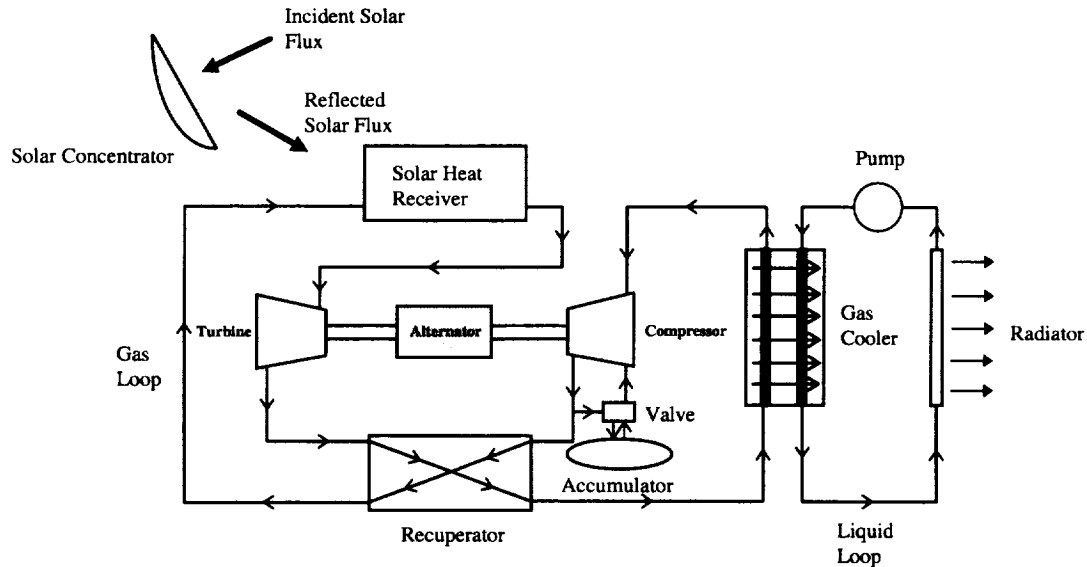 Incident Solar
Flux
Reflected
Solar Flux
Solar Concentrator
Solar Heat
Receiver
Pump
Turbine
Alternator
Compressor
Gas
Cooler
Radiator
Gas
Loop
Valve
Accumulator
Recuperator
Liquid
Loop